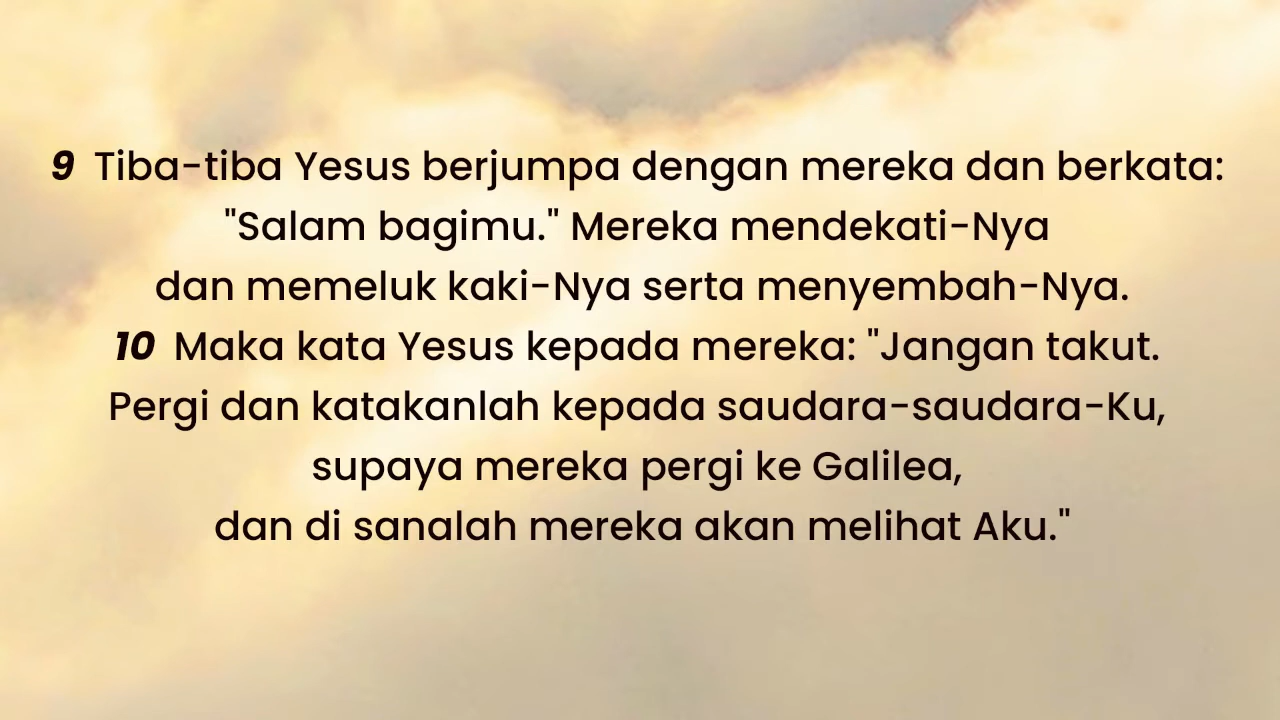 9 Tiba-tiba Yesus berjumpa dengan mereka dan berkata:
"Salam bagimu." Mereka mendekati-Nya
dan memeluk kaki-Nya serta menyembah-Nya.
10 Maka kata Yesus kepada mereka: "Jangan takut.
Pergi dan katakanlah kepada saudara-saudara-Ku,
supaya mereka pergi ke Galilea,
dan di sanalah mereka akan melihat Aku."